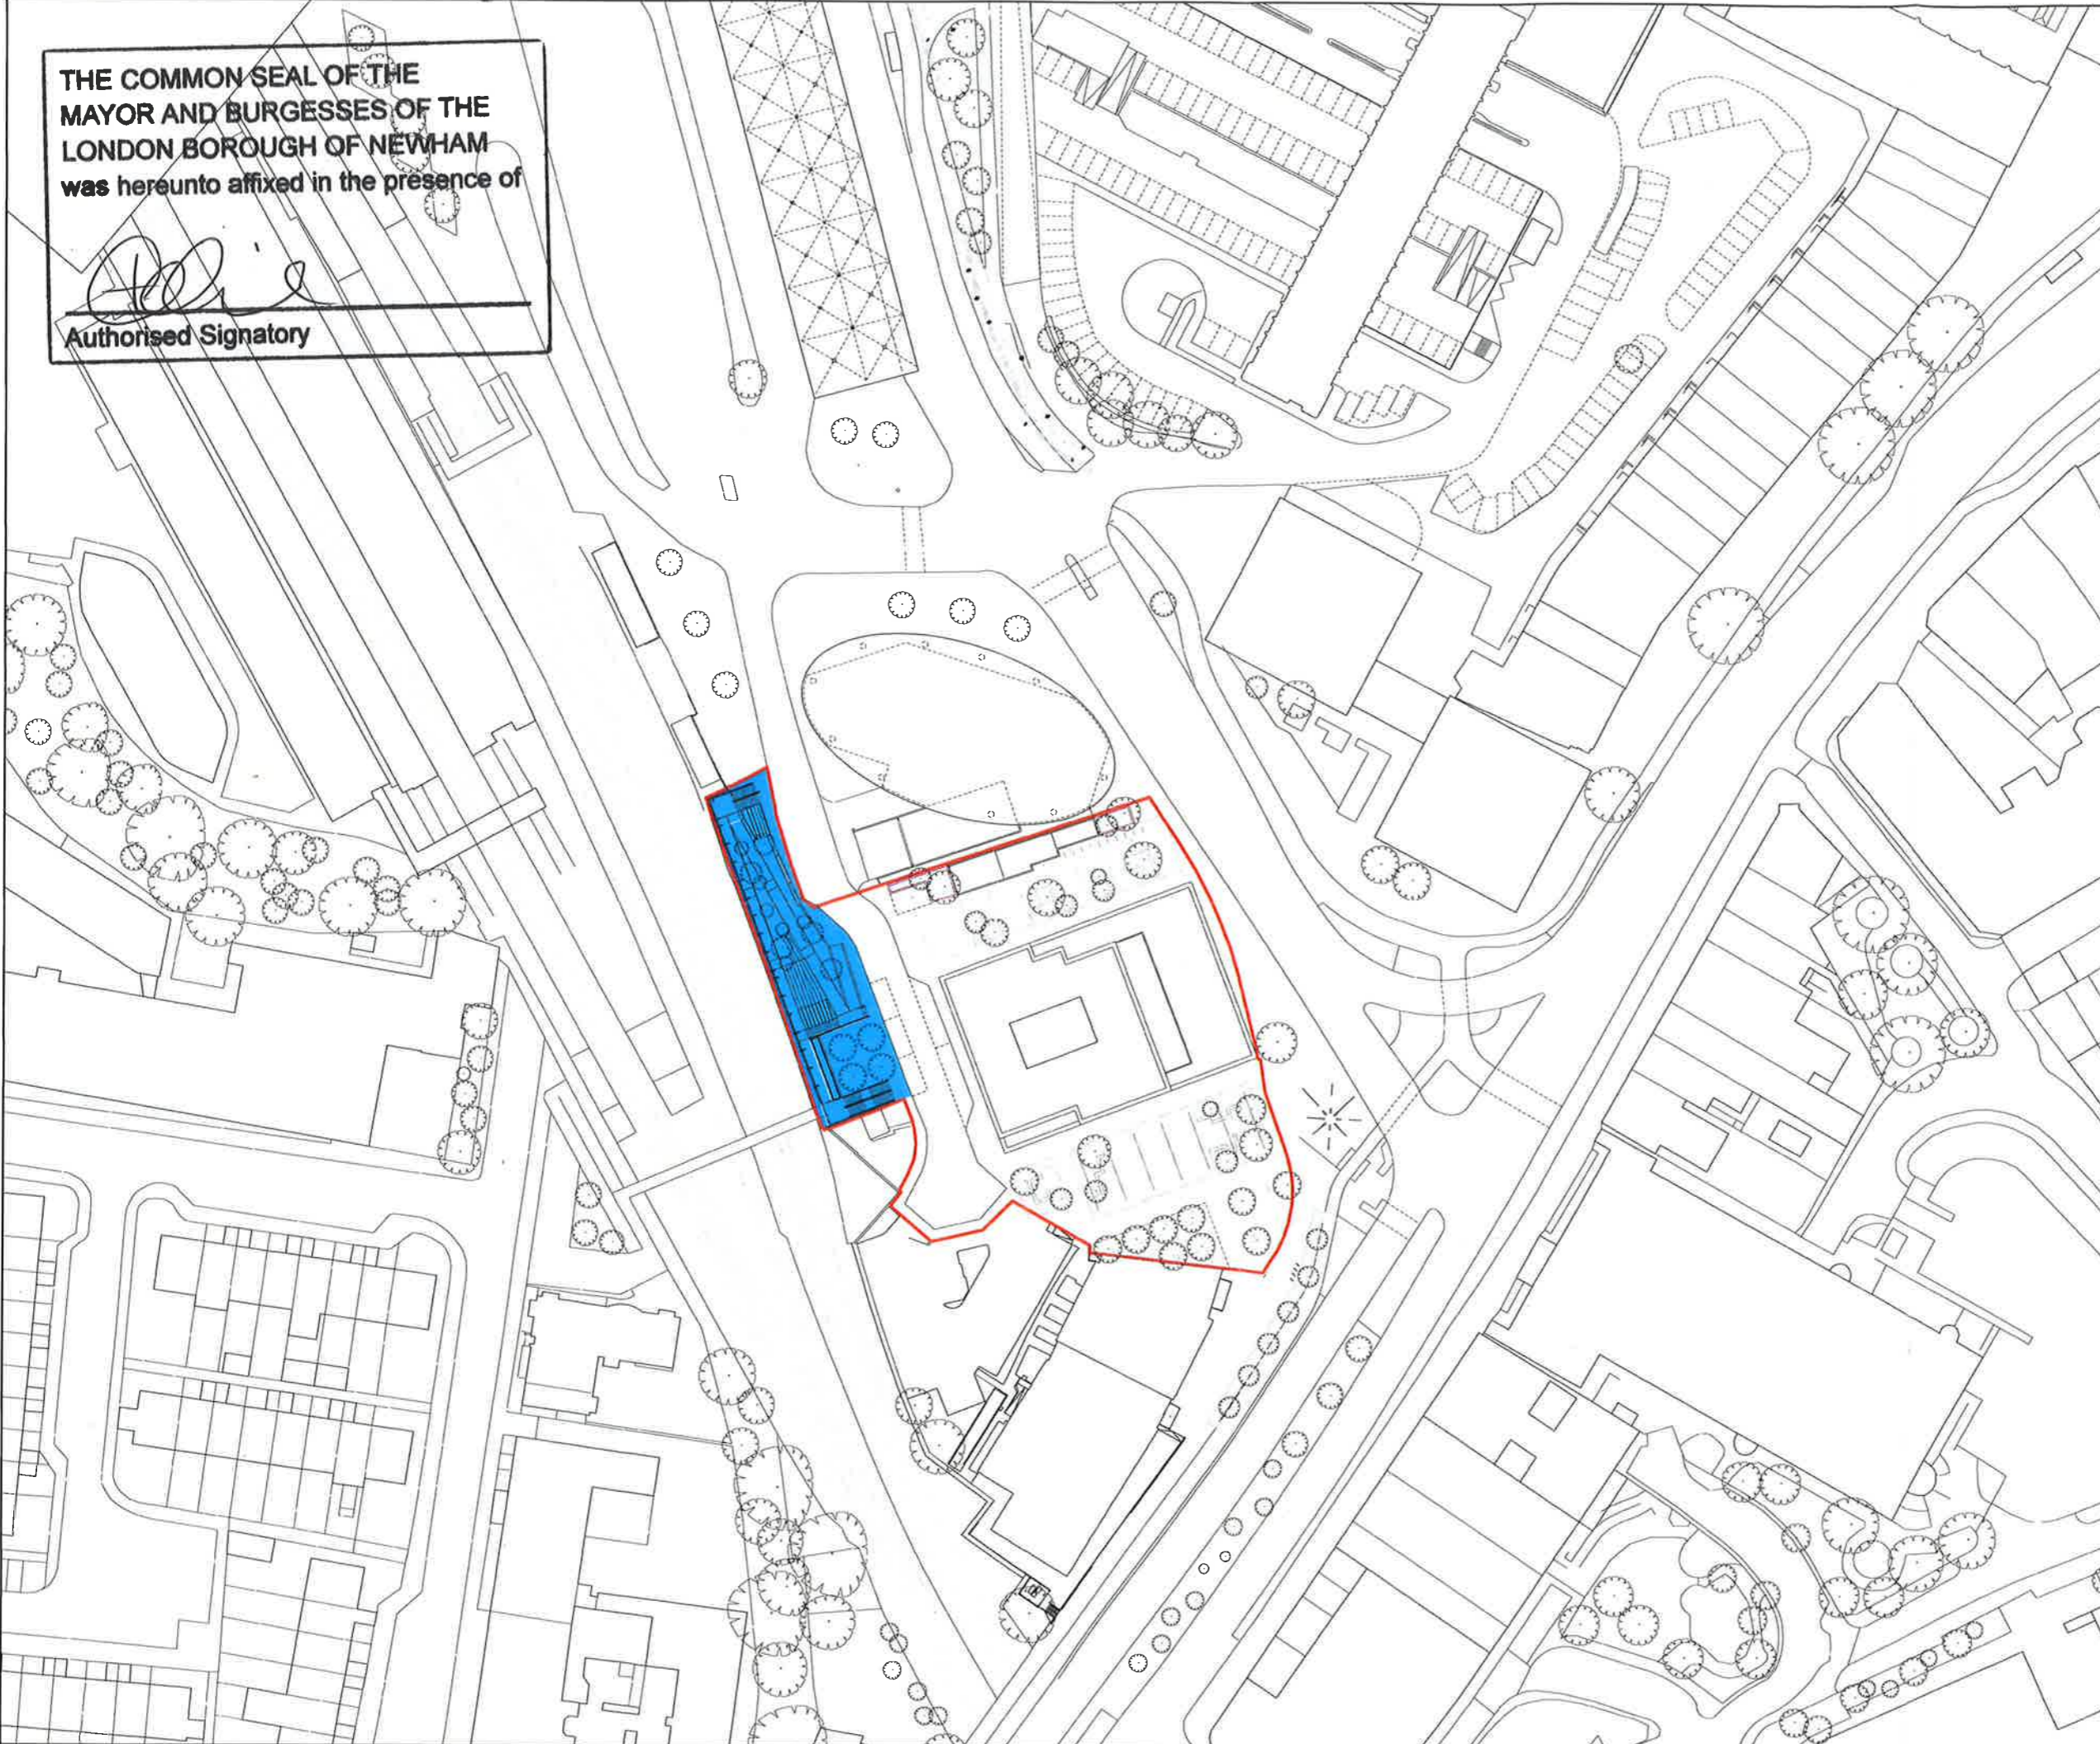 THE COMMON SEAL OF THE
MAYOR AND BURGESSES OF THE
LONDON BOROUGH OF NEWHAM
was hereunto affixed in the presence of
Authorised Signatory